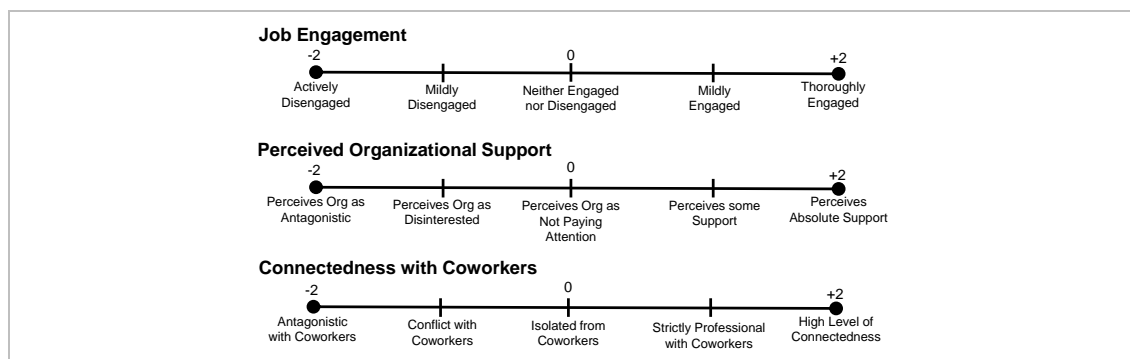 Job Engagement
-2 0 +2
Actively Disengaged
Mildly Disengaged
Neither Engaged nor Disengaged
Mildly Engaged
Thoroughly Engaged
Perceived Organizational Support
-2 0 +2
Perceives Org as Antagonistic
Perceives Org as Disinterested
Perceives Org as Not Paying Attention
Perceives some Support
Perceives Absolute Support
Connectedness with Coworkers
-2 0 +2
Antagonistic with Coworkers
Conflict with Coworkers
Isolated from Coworkers
Strictly Professional with Coworkers
High Level of Connectedness